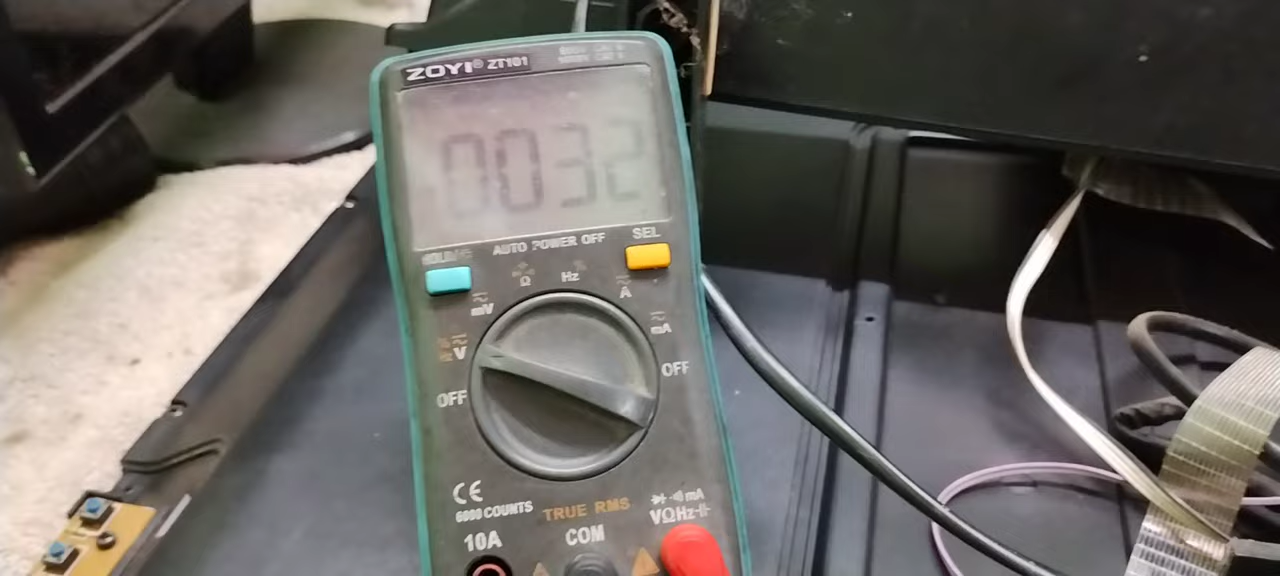 ZOYI® ZT101
0032
SEL
AUTO POWER OFF
Hz
Ω
A
mV
mA
V
OFF
OFF
CE
6000 COUNTS
TRUE RMS
mA
VΩHz
10A
COM